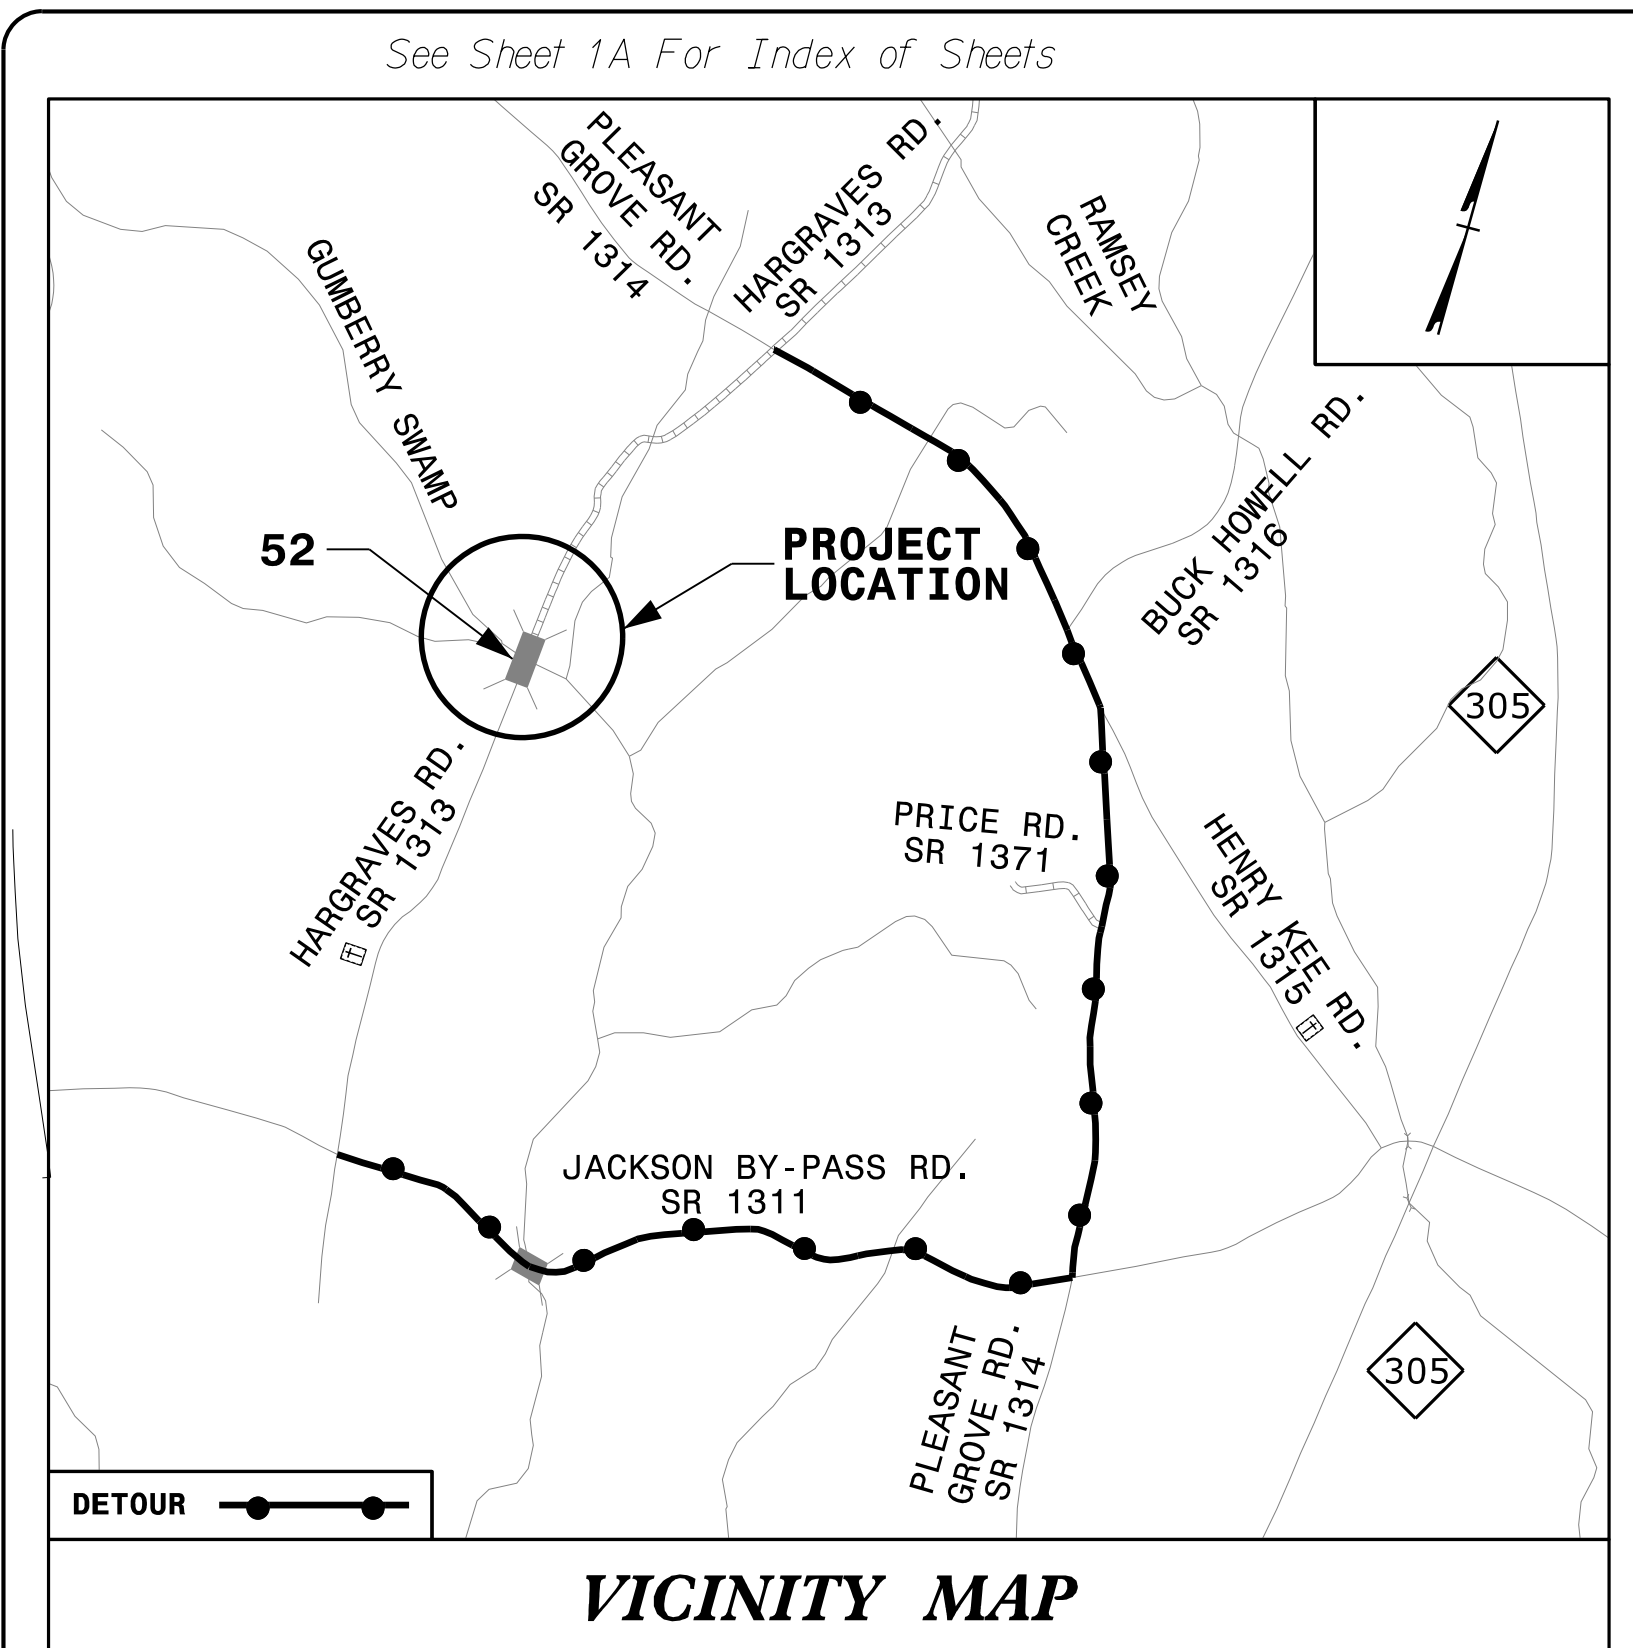 See Sheet 1A For Index of Sheets
PLEASANT
GROVE RD.
SR 1314
HARGRAVES RD.
SR 1313
RAMSEY
CREEK
GUMBERRY SWAMP
BUCK HOWELL RD.
SR 1316
52
PROJECT
LOCATION
305
HARGRAVES RD.
SR 1313
PRICE RD.
SR 1371
HENRY KEE RD.
SR 1315
JACKSON BY-PASS RD.
SR 1311
PLEASANT
GROVE RD.
SR 1314
305
DETOUR
VICINITY MAP